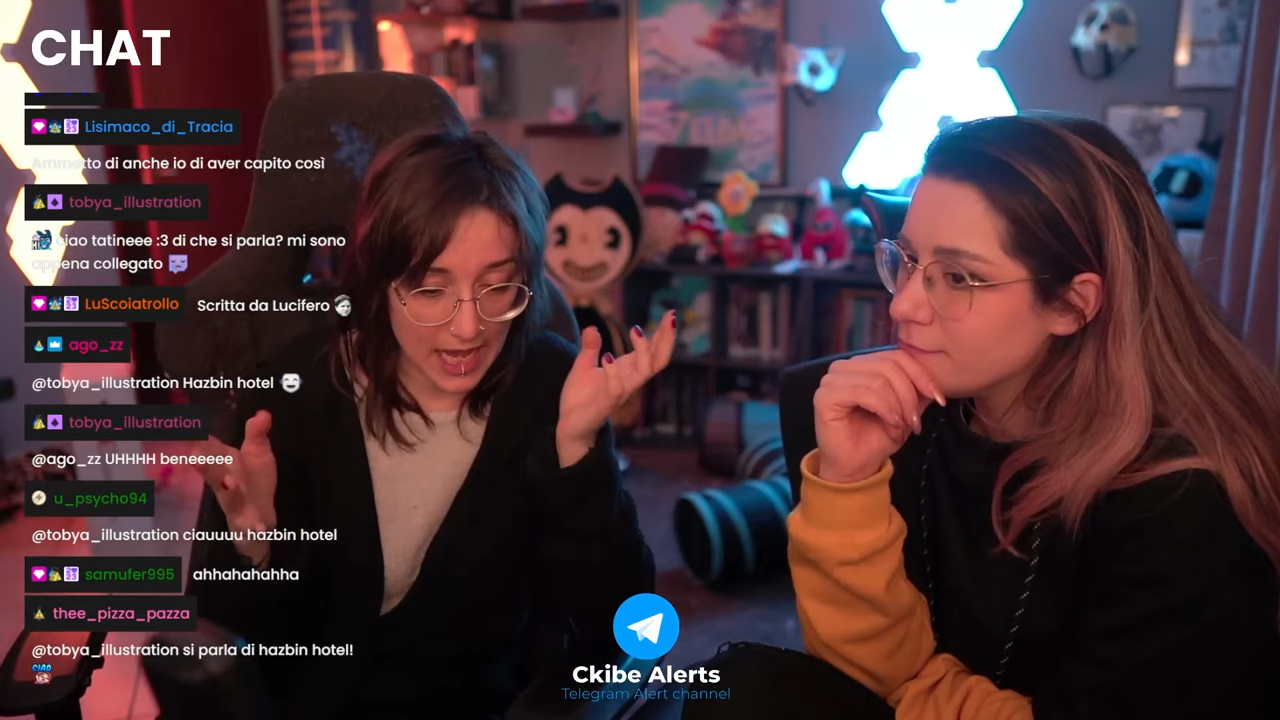 CHAT
Lisimaco_di_Tracia
Ammetto di anche io di aver capito così
tobya_illustration
ciao tatineee :3 di che si parla? mi sono
appena collegato
LuScoiatrollo Scritta da Lucifero
ago_zz
@tobya_illustration Hazbin hotel
tobya_illustration
@ago_zz UHHHH beneeeee
u_psycho94
@tobya_illustration ciauuuu hazbin hotel
samufer995 ahhahahahha
thee_pizza_pazza
@tobya_illustration si parla di hazbin hotel!
CIAO
Ckibe Alerts
Telegram Alert channel